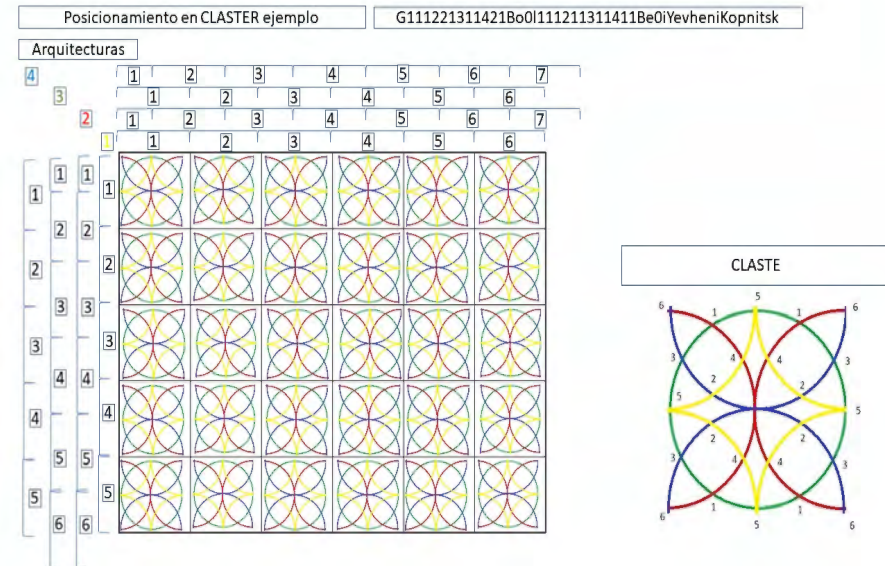 Posicionamiento en CLASTER ejemplo G111221311421Bo0l111211311411Be0iYevheniKopnitsk
Arquitecturas
4 1 2 3 4 5 6 7
3 1 2 3 4 5 6
2 1 2 3 4 5 6 7
1 1 2 3 4 5 6
1 1 1 1
2 2 2 2
3 3 3 3
4 4 4 4
5 5 5 5
6 6
CLASTE
5
6 1 1 6
3 4 4 3
2 2
5 5
2 2
3 4 4 3
1 1
6 5 6